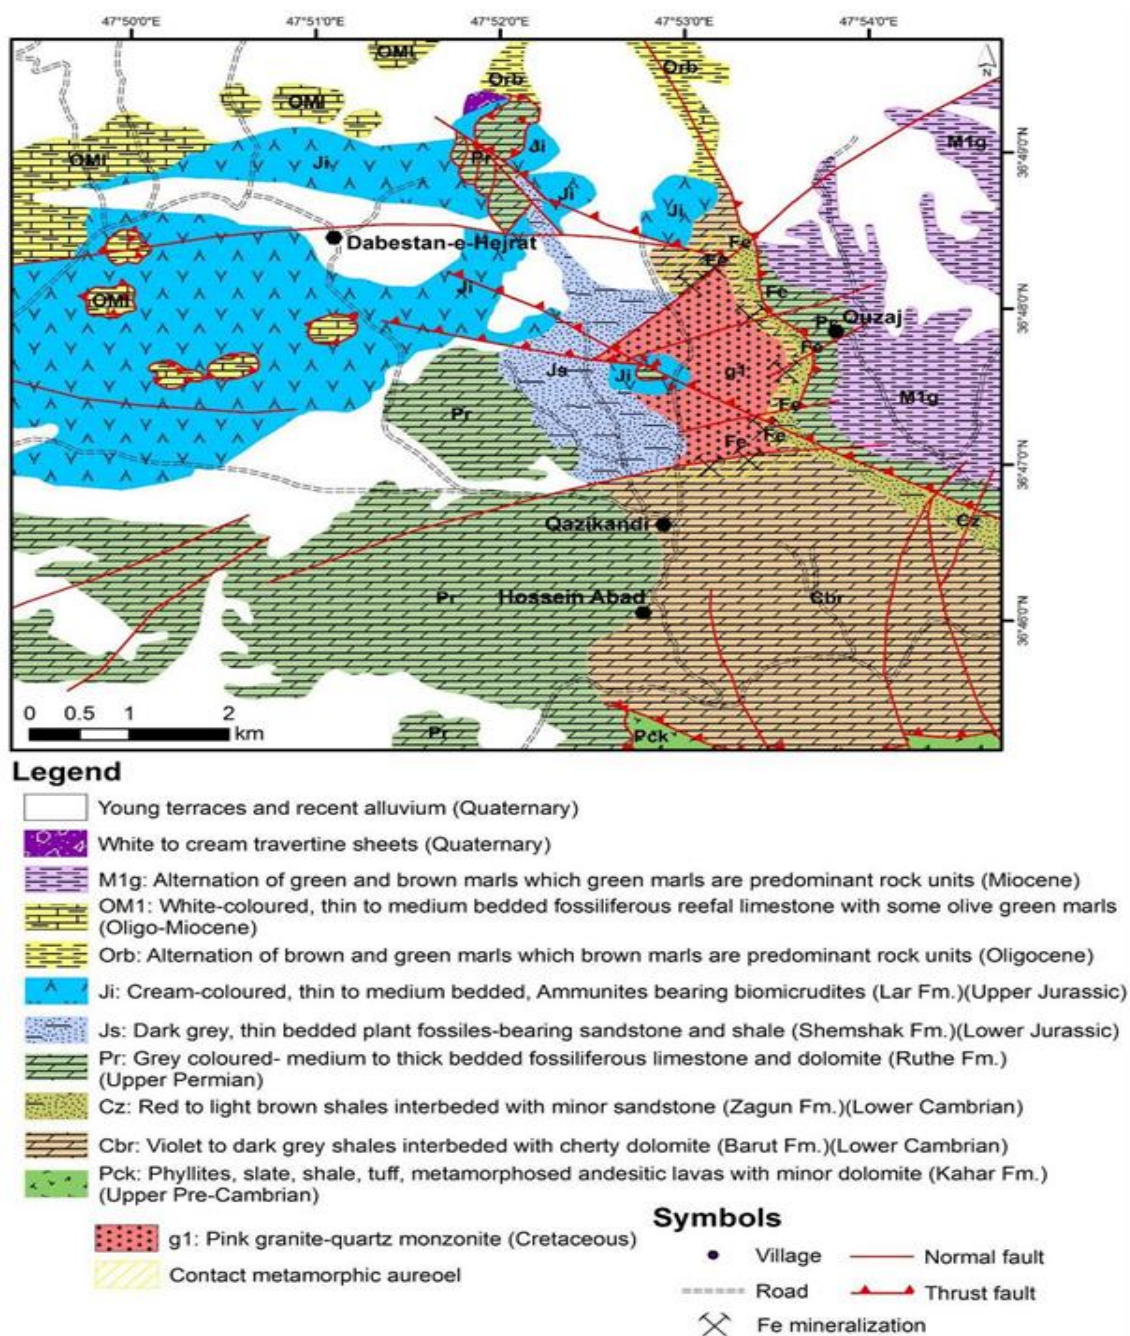 47°50'0"E 47°51'0"E 47°52'0"E 47°53'0"E 47°54'0"E
OMl
Orb
Orb
N
OMl
M1g
36°49'0"N
OMl
Ji
Pr
Ji
Ji
Ji
Dabestan-e-Hejrat
Fe
Fe
Ji
Fe
OMl
36°48'0"N
Pr
Ouzaj
Fe
Js
Ji
g1
M1g
Pr
Fe
Fe
Fe
36°47'0"N
Qazikandi
Cz
Pr
Hossein Abad
Cbr
36°46'0"N
0 0.5 1 2
km
Pr
Pck
Legend
Young terraces and recent alluvium (Quaternary)
White to cream travertine sheets (Quaternary)
M1g: Alternation of green and brown marls which green marls are predominant rock units (Miocene)
OM1: White-coloured, thin to medium bedded fossiliferous reefal limestone with some olive green marls
(Oligo-Miocene)
Orb: Alternation of brown and green marls which brown marls are predominant rock units (Oligocene)
Ji: Cream-coloured, thin to medium bedded, Ammunites bearing biomicrudites (Lar Fm.)(Upper Jurassic)
Js: Dark grey, thin bedded plant fossiles-bearing sandstone and shale (Shemshak Fm.)(Lower Jurassic)
Pr: Grey coloured- medium to thick bedded fossiliferous limestone and dolomite (Ruthe Fm.)
(Upper Permian)
Cz: Red to light brown shales interbeded with minor sandstone (Zagun Fm.)(Lower Cambrian)
Cbr: Violet to dark grey shales interbeded with cherty dolomite (Barut Fm.)(Lower Cambrian)
Pck: Phyllites, slate, shale, tuff, metamorphosed andesitic lavas with minor dolomite (Kahar Fm.)
(Upper Pre-Cambrian)
g1: Pink granite-quartz monzonite (Cretaceous)
Contact metamorphic aureoel
Symbols
Village Normal fault
Road Thrust fault
Fe mineralization